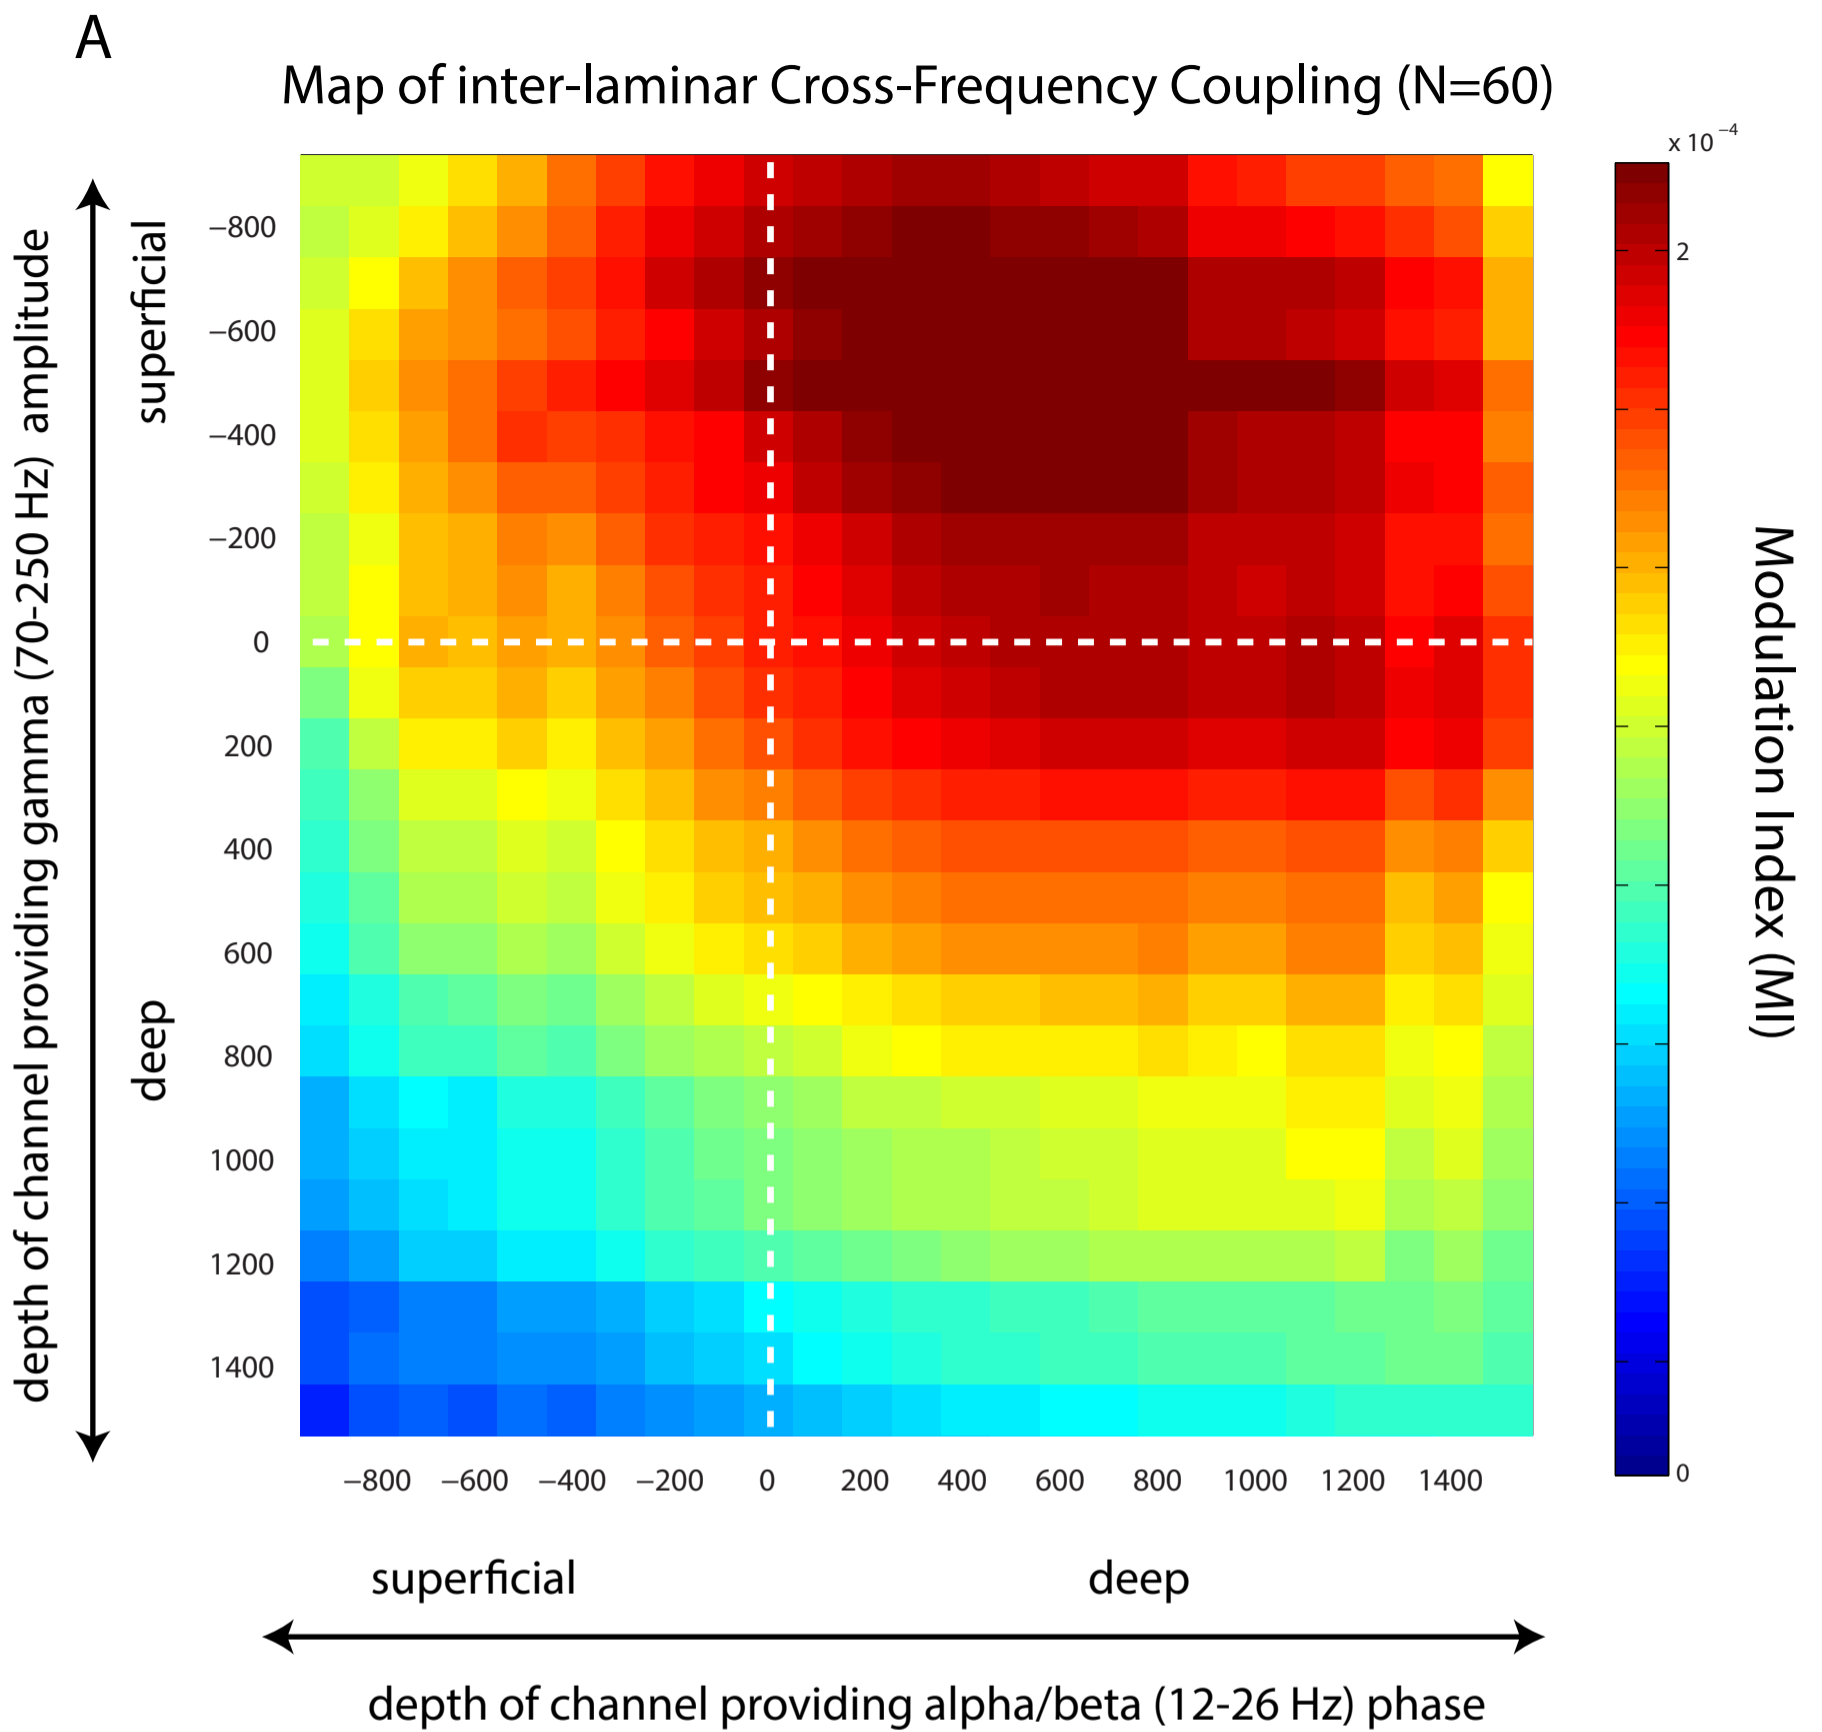 A
Map of inter-laminar Cross-Frequency Coupling (N=60)
x 10 −4
2
0
Modulation Index (MI)
depth of channel providing gamma (70-250 Hz) amplitude
superficial
deep
−800
−600
−400
−200
0
200
400
600
800
1000
1200
1400
−800 −600 −400 −200 0 200 400 600 800 1000 1200 1400
superficial deep
depth of channel providing alpha/beta (12-26 Hz) phase